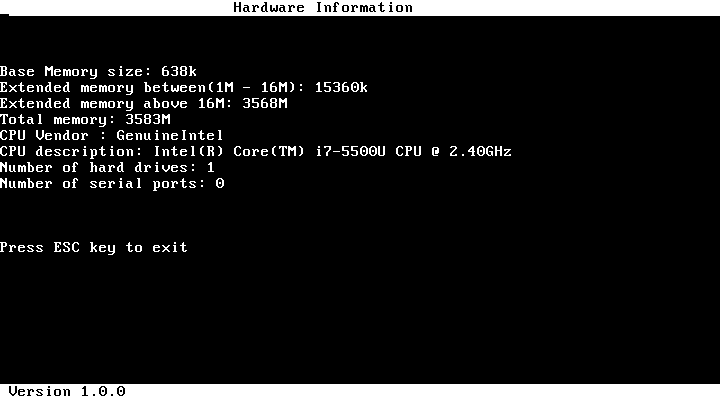 Hardware Information
Base Memory size: 638k
Extended memory between(1M - 16M): 15360k
Extended memory above 16M: 3568M
Total memory: 3583M
CPU Vendor : GenuineIntel
CPU description: Intel(R) Core(TM) i7-5500U CPU @ 2.40GHz
Number of hard drives: 1
Number of serial ports: 0
Press ESC key to exit
Version 1.0.0